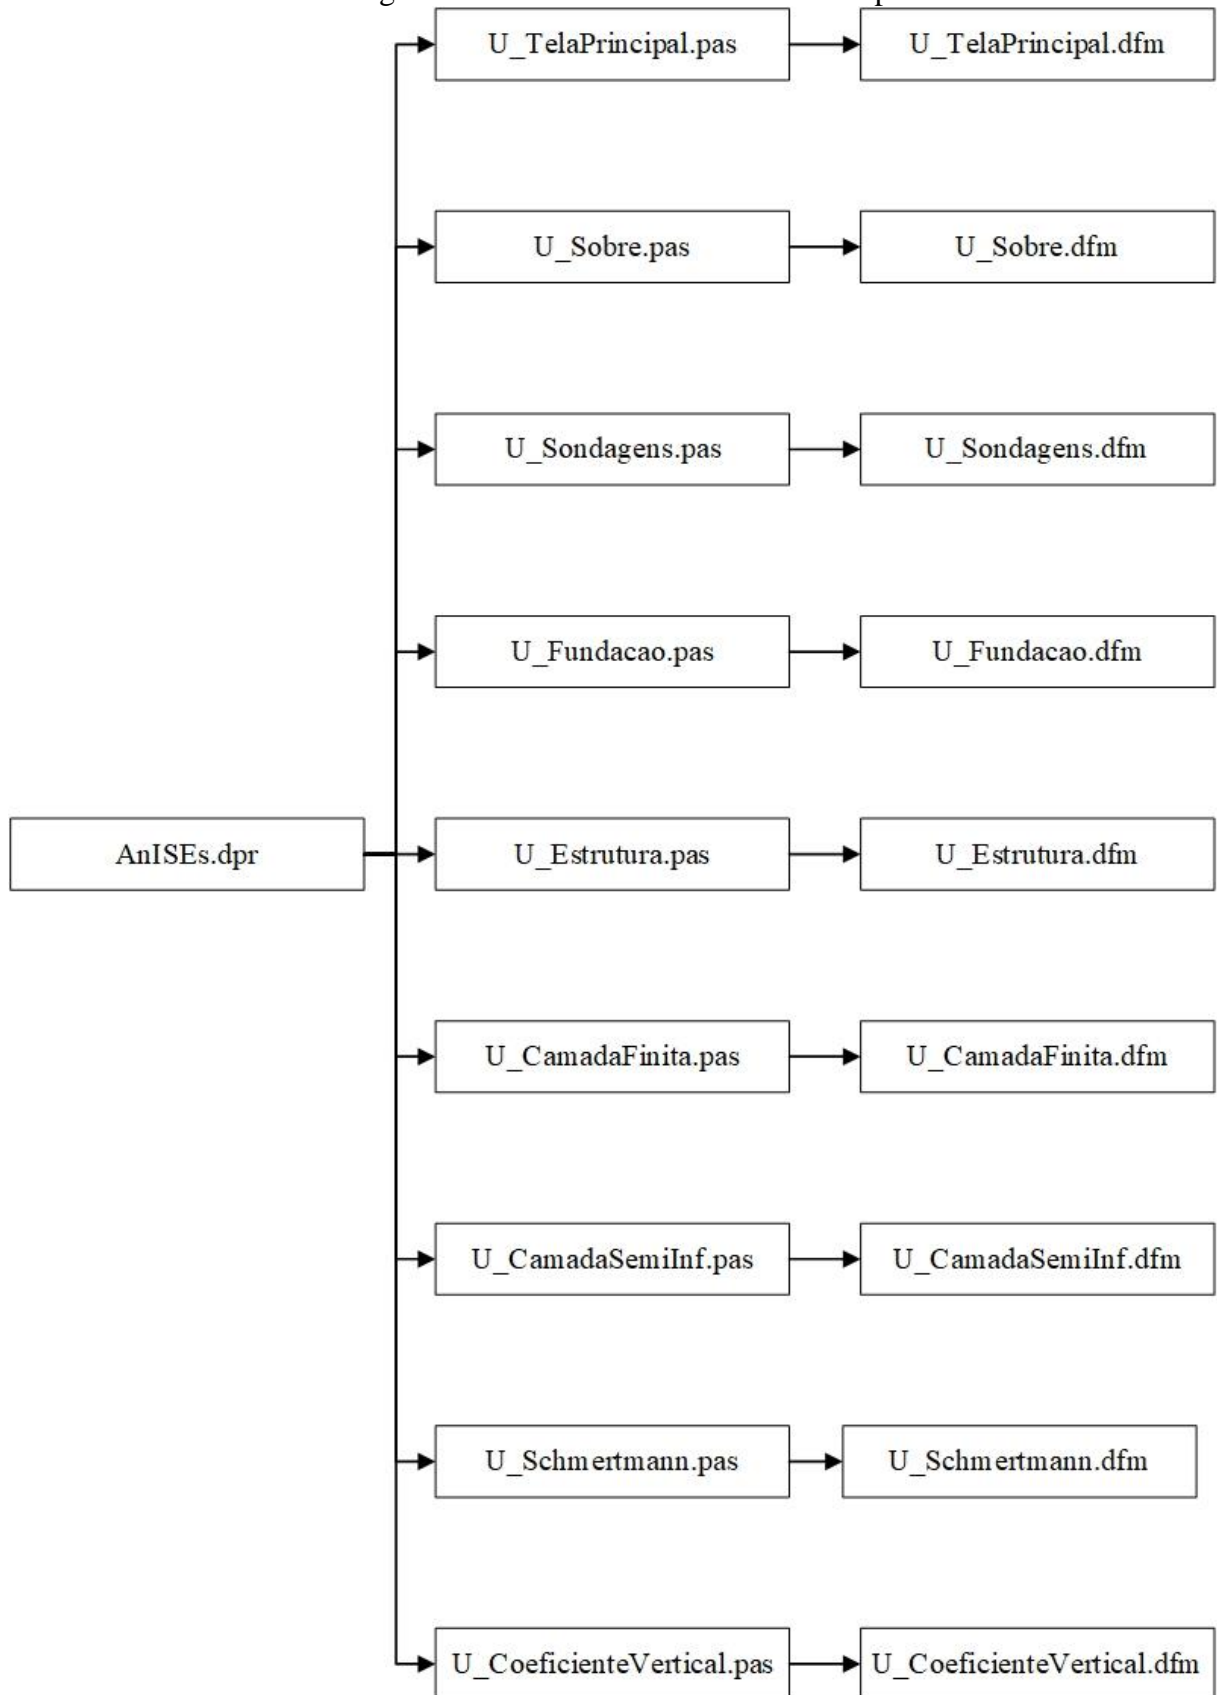 U_TelaPrincipal.pas
U_TelaPrincipal.dfm
U_Sobre.pas
U_Sobre.dfm
U_Sondagens.pas
U_Sondagens.dfm
U_Fundacao.pas
U_Fundacao.dfm
AnISEs.dpr
U_Estrutura.pas
U_Estrutura.dfm
U_CamadaFinita.pas
U_CamadaFinita.dfm
U_CamadaSemiInf.pas
U_CamadaSemiInf.dfm
U_Schmertmann.pas
U_Schmertmann.dfm
U_CoeficienteVertical.pas
U_CoeficienteVertical.dfm